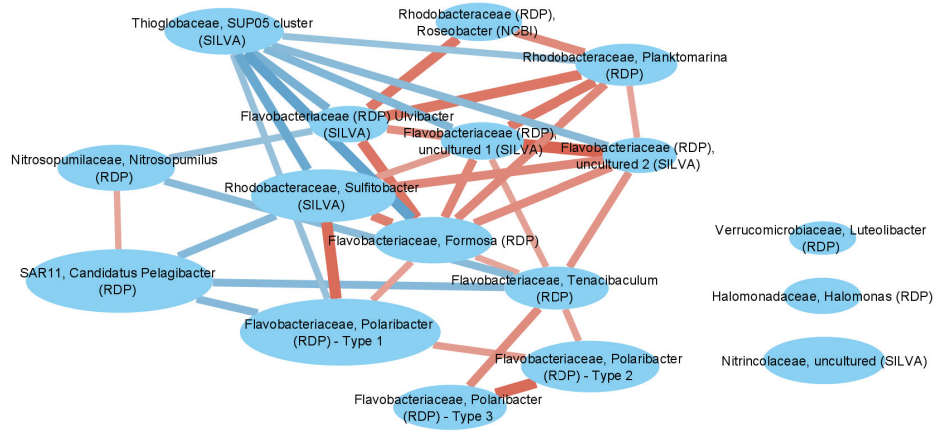 Thioglobaceae, SUP05 cluster
(SILVA)
Rhodobacteraceae (RDP),
Roseobacter (NCBI)
Rhodobacteraceae, Planktomarina
(RDP)
Flavobacteriaceae (RDP) Ulvibacter
(SILVA)
Flavobacteriaceae (RDP),
uncultured 1 (SILVA)
Flavobacteriaceae (RDP),
uncultured 2 (SILVA)
Nitrosopumilaceae, Nitrosopumilus
(RDP)
Rhodobacteraceae, Sulfitobacter
(SILVA)
Flavobacteriaceae, Formosa (RDP)
Verrucomicrobiaceae, Luteolibacter
(RDP)
SAR11, Candidatus Pelagibacter
(RDP)
Flavobacteriaceae, Tenacibaculum
(RDP)
Halomonadaceae, Halomonas (RDP)
Flavobacteriaceae, Polaribacter
(RDP) - Type 1
Flavobacteriaceae, Polaribacter
(RDP) - Type 2
Nitrincolaceae, uncultured (SILVA)
Flavobacteriaceae, Polaribacter
(RDP) - Type 3